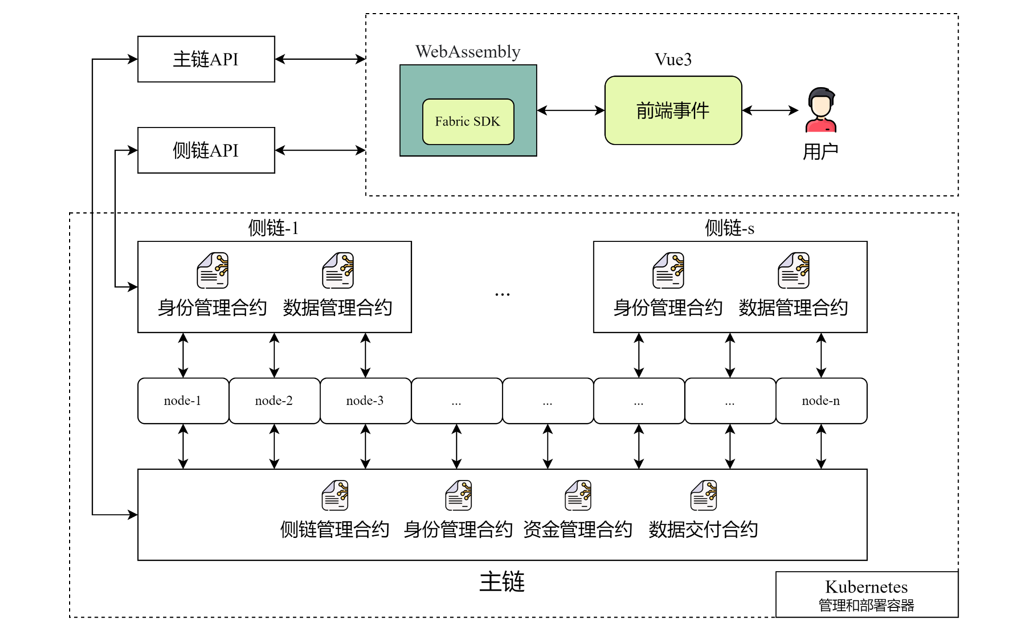 主链API
侧链API
WebAssembly
Fabric SDK
Vue3
前端事件
用户
侧链-1
身份管理合约
数据管理合约
...
侧链-s
身份管理合约
数据管理合约
node-1
node-2
node-3
...
...
...
...
node-n
侧链管理合约
身份管理合约
资金管理合约
数据交付合约
主链
Kubernetes
管理和部署容器